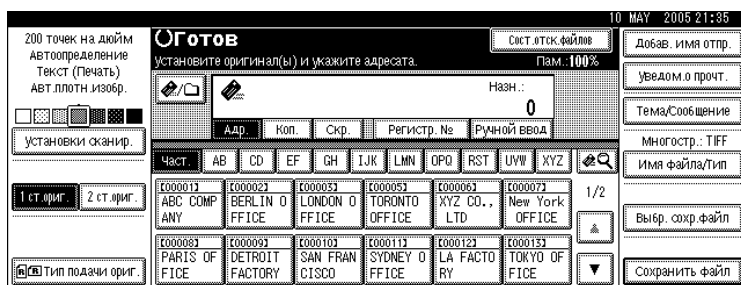 10 MAY 2005 21:35
200 точек на дюйм
Автоопределение
Текст (Печать)
Авт.плотн.изобр.
Установки сканир.
1 ст.ориг.
2 ст.ориг.
Тип подачи ориг.
Готов
Сост.отск.файлов
Установите оригинал(ы) и укажите адресата.
Пам.:100%
Назн.:
0
Адр.
Коп.
Скр.
Регистр. №
Ручной ввод
Част.
AB
CD
EF
GH
IJK
LMN
OPQ
RST
UVW
XYZ
[00001]
ABC COMP
ANY
[00002]
BERLIN O
FFICE
[00003]
LONDON O
FFICE
[00005]
TORONTO
OFFICE
[00006]
XYZ CO.,
LTD
[00007]
New York
OFFICE
1/2
[00008]
PARIS OF
FICE
[00009]
DETROIT
FACTORY
[00010]
SAN FRAN
CISCO
[00011]
SYDNEY O
FFICE
[00012]
LA FACTO
RY
[00013]
TOKYO OF
FICE
Добав. имя отпр.
Уведом.о прочт.
Тема/Сообщение
Многостр.: TIFF
Имя файла/Тип
Выбр. сохр.файл
Сохранить файл